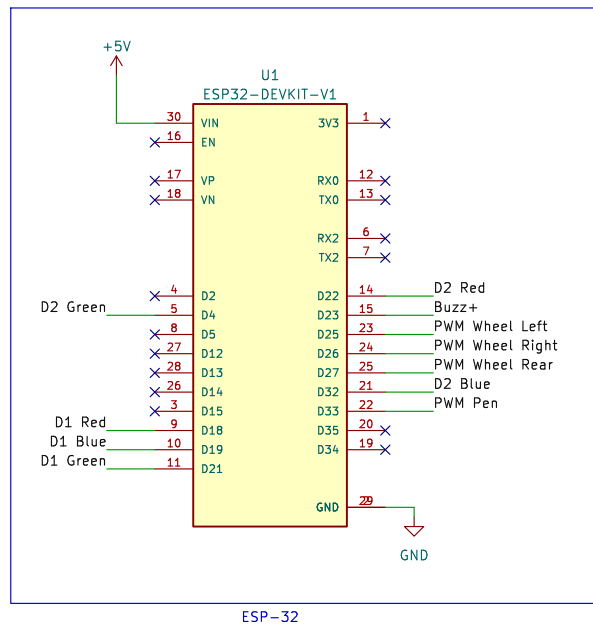 +5V
U1
ESP32-DEVKIT-V1
30 VIN 3V3 1
16 EN
17 VP RX0 12
18 VN TX0 13
RX2 6
TX2 7
4 D2 D22 14 D2 Red
D2 Green 5 D4 D23 15 Buzz+
8 D5 D25 23 PWM Wheel Left
27 D12 D26 24 PWM Wheel Right
28 D13 D27 25 PWM Wheel Rear
26 D14 D32 21 D2 Blue
3 D15 D33 22 PWM Pen
D1 Red 9 D18 D35 20
D1 Blue 10 D19 D34 19
D1 Green 11 D21
GND
GND
ESP-32